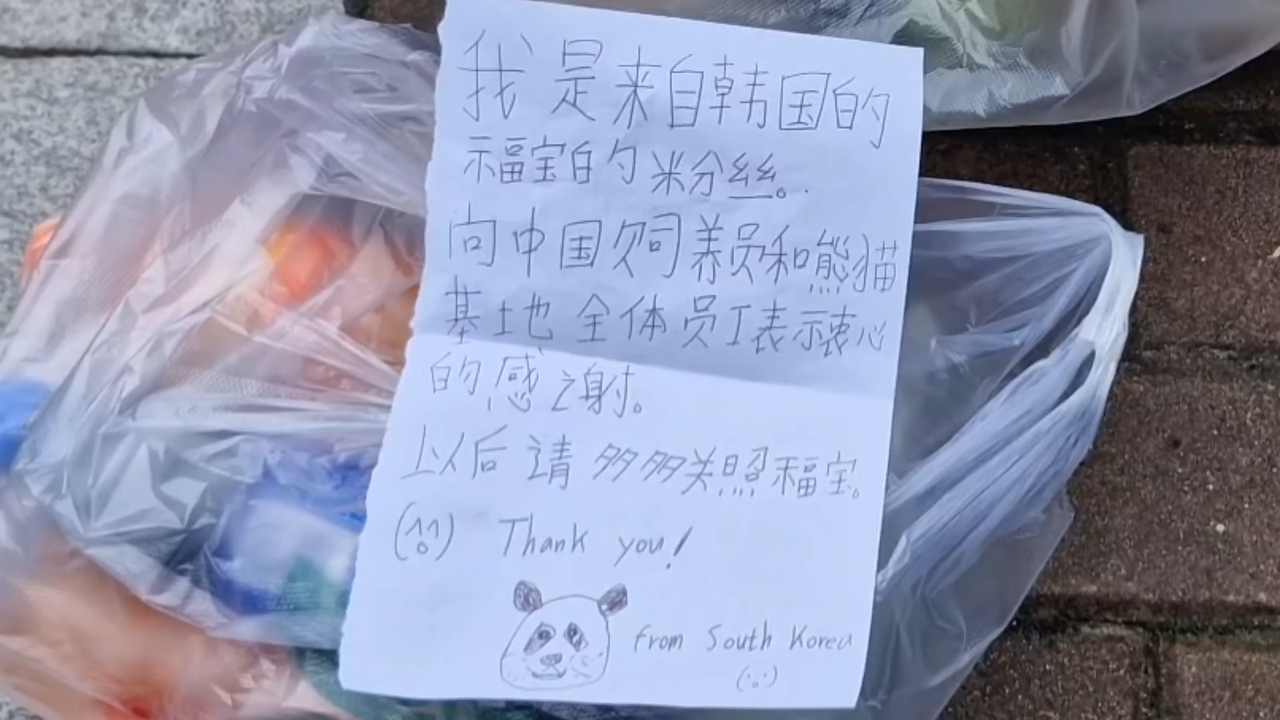 我是来自韩国的
福宝的粉丝。
向中国饲养员和熊猫
基地全体员工表示衷心
的感之射。
以后请多多关照福宝。
(^^o) Thank you!
from South Korea
(·o·)